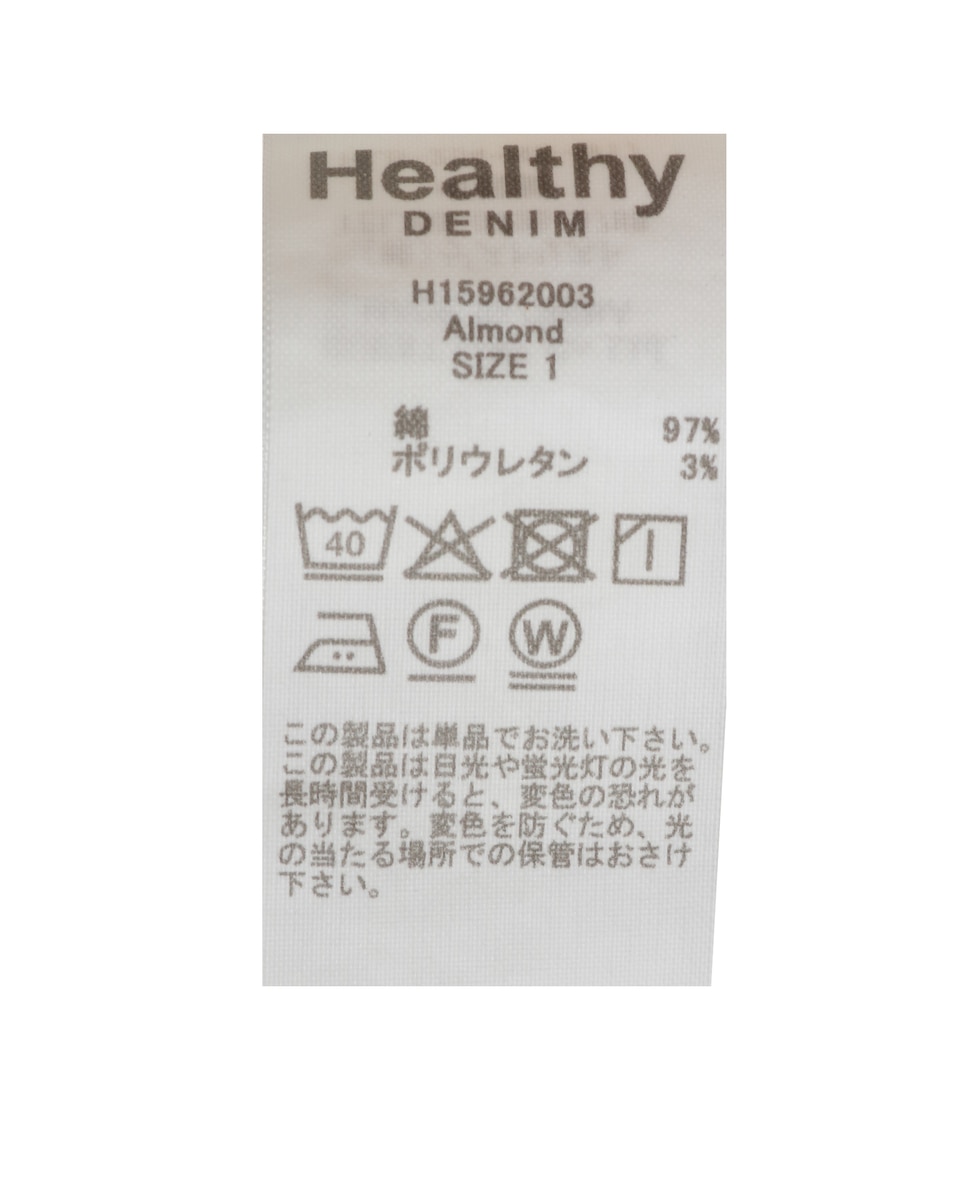 Healthy
DENIM
H15962003
Almond
SIZE 1
綿 97%
ポリウレタン 3%
40
F W
この製品は単品でお洗い下さい。
この製品は日光や蛍光灯の光を
長時間受けると、変色の恐れが
あります。変色を防ぐため、光
の当たる場所での保管はおさけ
下さい。